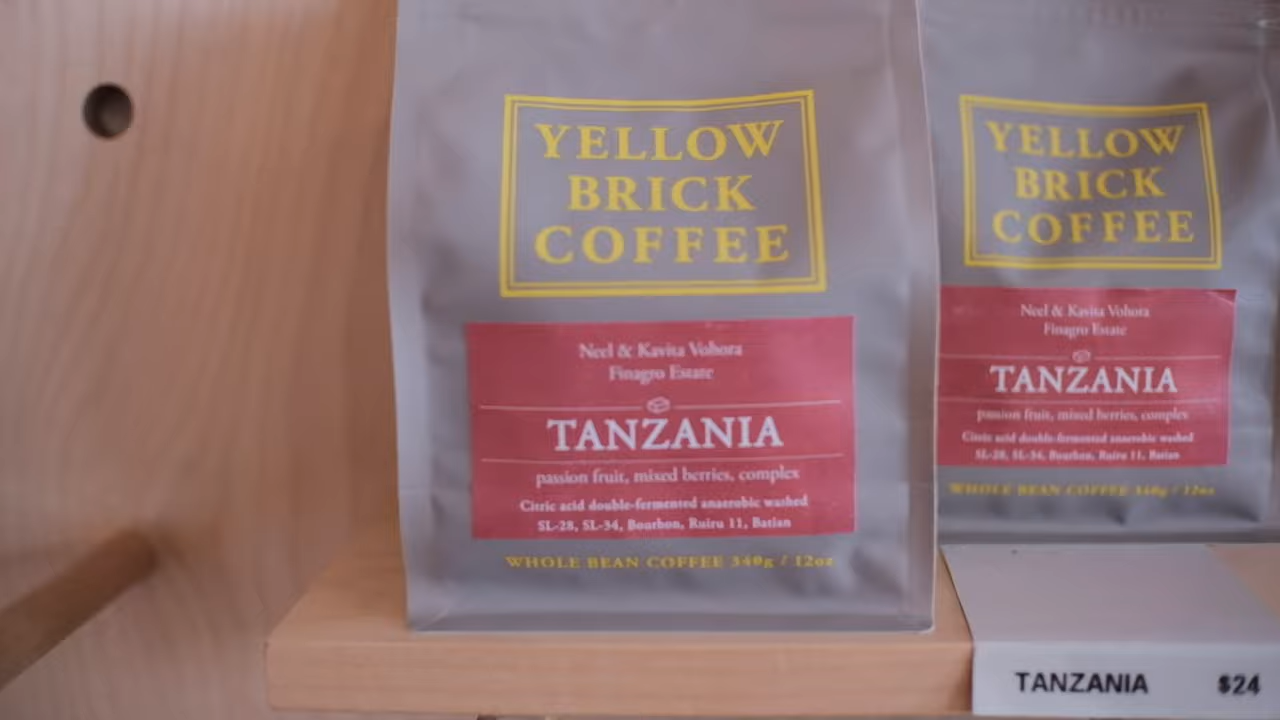 YELLOW
BRICK
COFFEE
Neel & Kavita Vohora
Finagro Estate
TANZANIA
passion fruit, mixed berries, complex
Citric acid double-fermented anaerobic washed
SL-28, SL-34, Bourbon, Ruiru 11, Batian
WHOLE BEAN COFFEE 340g / 12oz
YELLOW
BRICK
COFFEE
Neel & Kavita Vohora
Finagro Estate
TANZANIA
passion fruit, mixed berries, complex
Citric acid double-fermented anaerobic washed
SL-28, SL-34, Bourbon, Ruiru 11, Batian
WHOLE BEAN COFFEE 340g / 12oz
TANZANIA $24